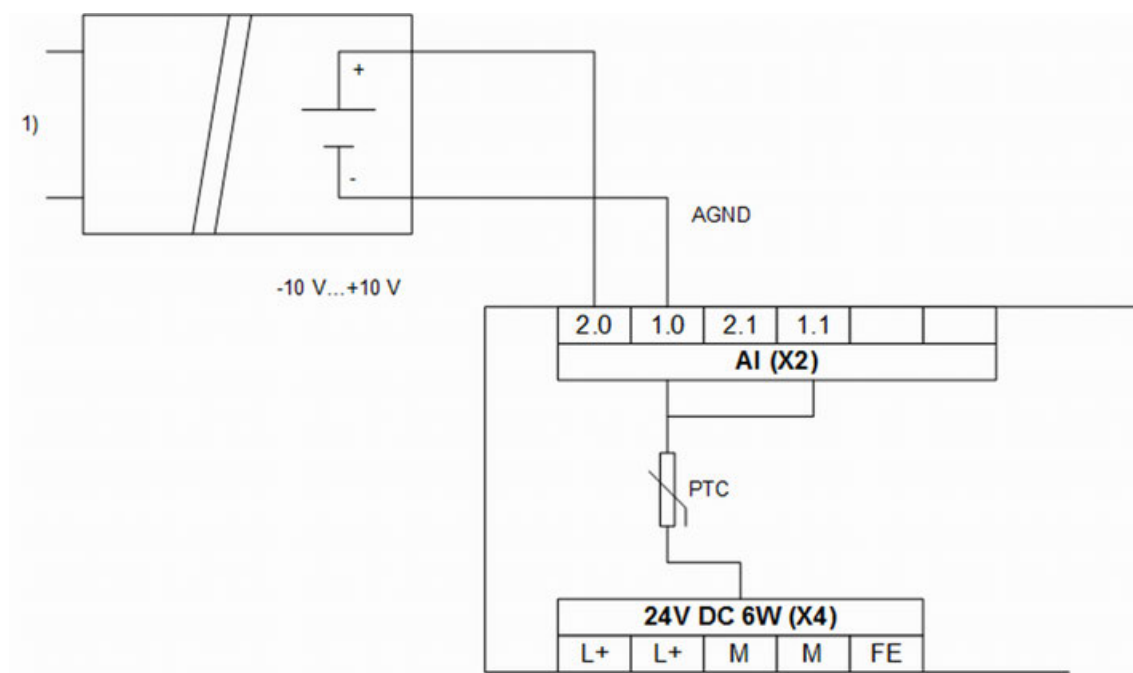 +
1)
-
AGND
-10 V...+10 V
2.0 1.0 2.1 1.1
AI (X2)
PTC
24V DC 6W (X4)
L+ L+ M M FE